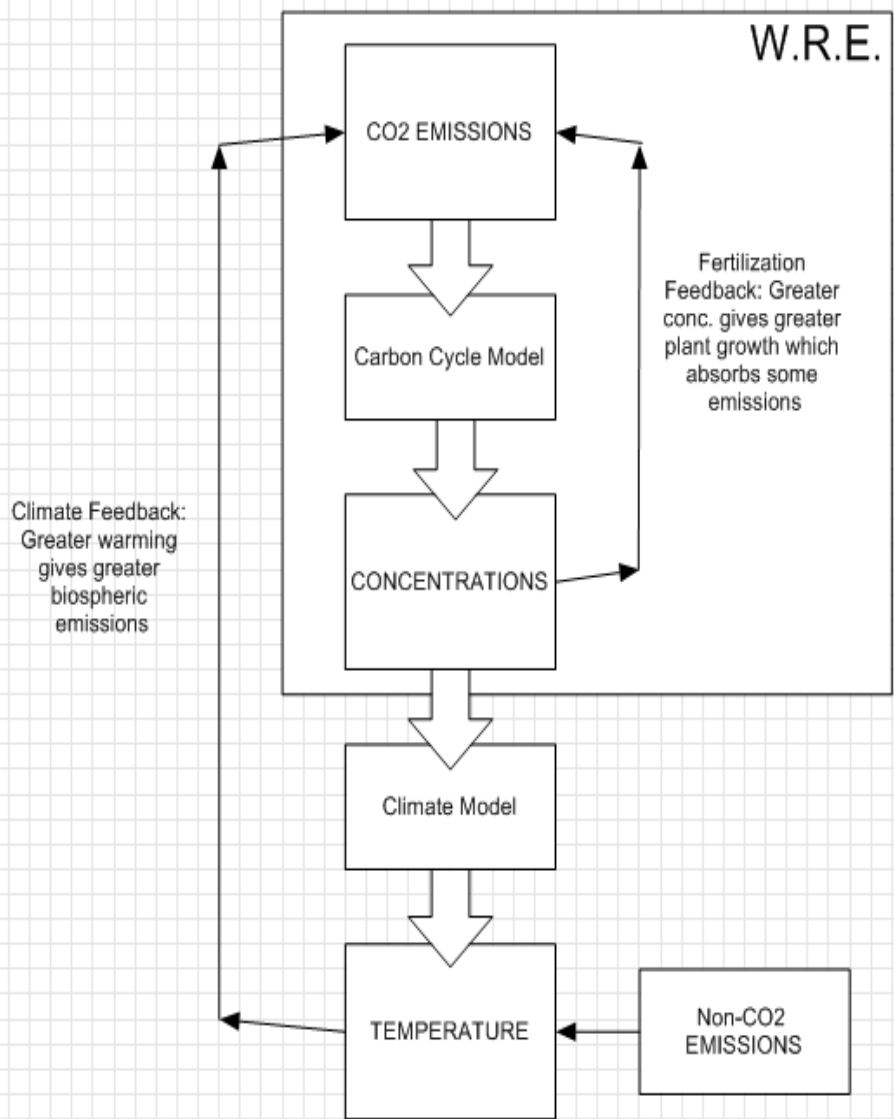 W.R.E.
CO2 EMISSIONS
Fertilization
Feedback: Greater
conc. gives greater
plant growth which
absorbs some
emissions
Carbon Cycle Model
CONCENTRATIONS
Climate Feedback:
Greater warming
gives greater
biospheric
emissions
Climate Model
TEMPERATURE
Non-CO2
EMISSIONS